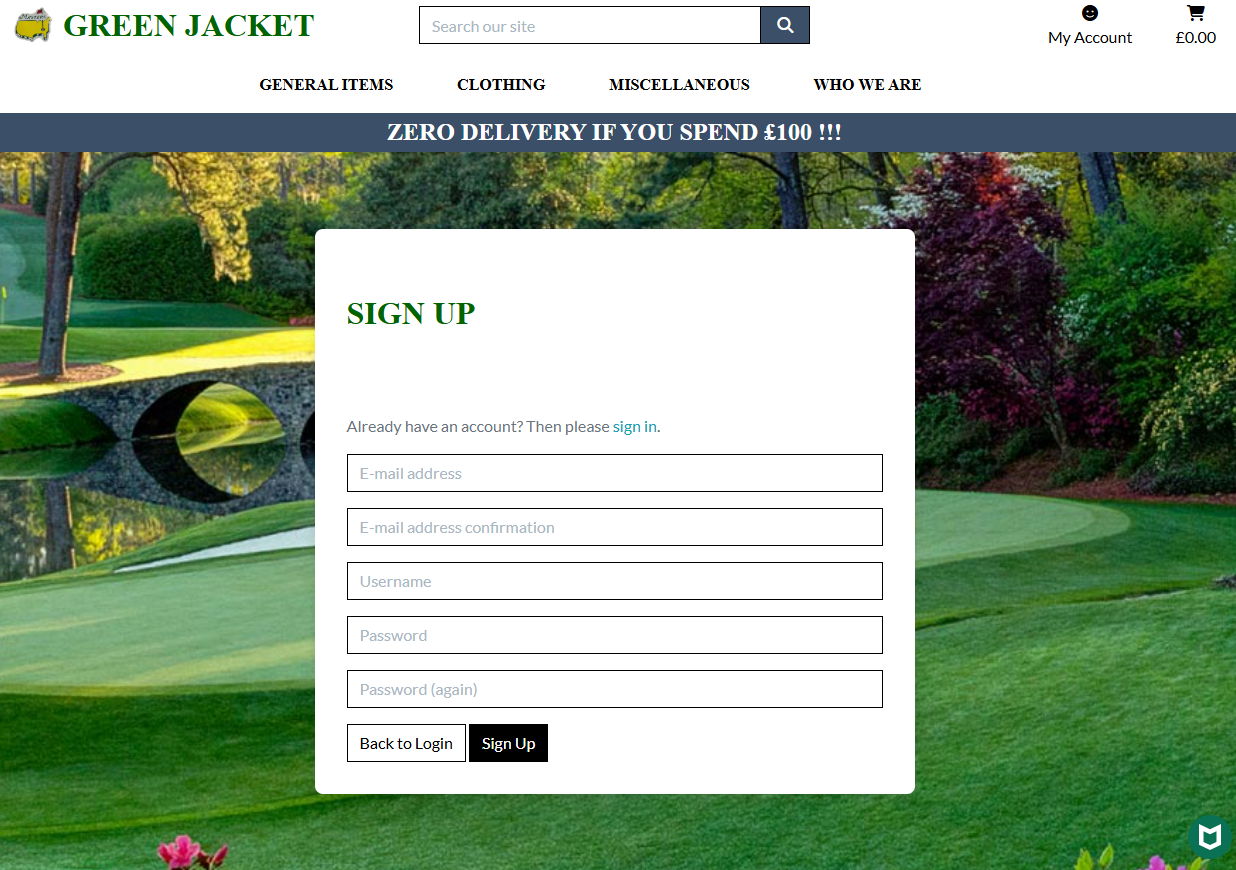 GREEN JACKET
Search our site
My Account
£0.00
GENERAL ITEMS
CLOTHING
MISCELLANEOUS
WHO WE ARE
ZERO DELIVERY IF YOU SPEND £100 !!!
SIGN UP
Already have an account? Then please sign in.
E-mail address
E-mail address confirmation
Username
Password
Password (again)
Back to Login
Sign Up